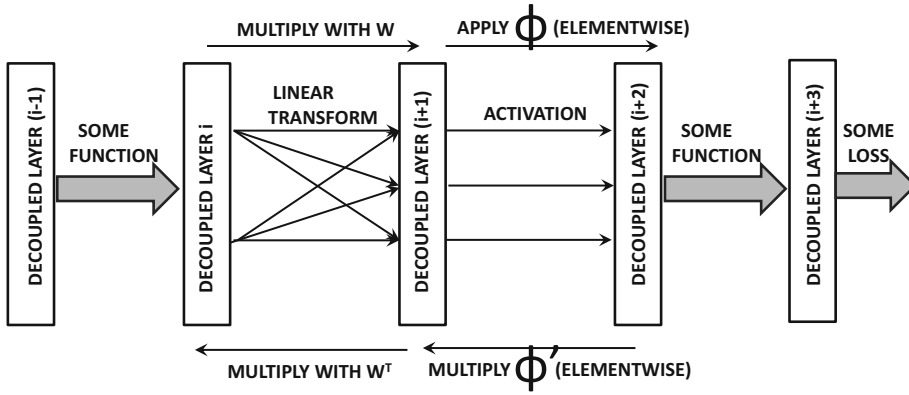 MULTIPLY WITH W
APPLY ϕ (ELEMENTWISE)
DECOUPLED LAYER (i-1)
SOME
FUNCTION
DECOUPLED LAYER i
LINEAR
TRANSFORM
DECOUPLED LAYER (i+1)
ACTIVATION
DECOUPLED LAYER (i+2)
SOME
FUNCTION
DECOUPLED LAYER (i+3)
SOME
LOSS
MULTIPLY WITH Wᵀ
MULTIPLY ϕ′ (ELEMENTWISE)